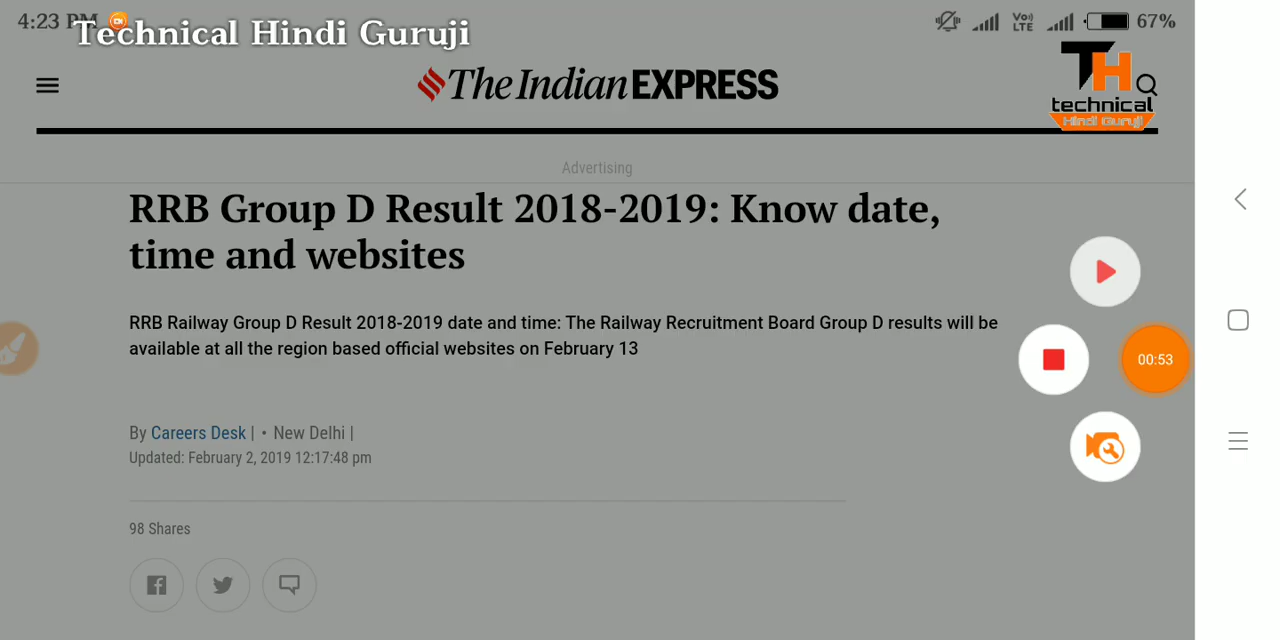 4:23 PM
Technical Hindi Guruji
Vo)
LTE
67%
The Indian EXPRESS
TH
technical
Hindi Guruji
Advertising
RRB Group D Result 2018-2019: Know date,
time and websites
RRB Railway Group D Result 2018-2019 date and time: The Railway Recruitment Board Group D results will be
available at all the region based official websites on February 13
00:53
By Careers Desk | • New Delhi |
Updated: February 2, 2019 12:17:48 pm
98 Shares